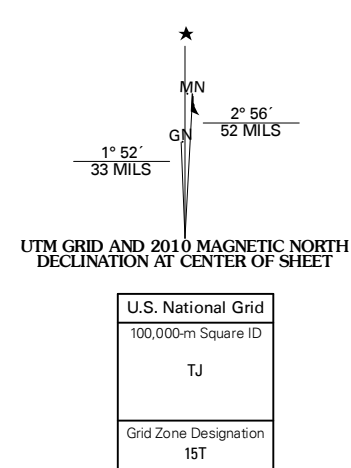 ★
MN
GN
2° 56´
52 MILS
1° 52´
33 MILS
UTM GRID AND 2010 MAGNETIC NORTH
DECLINATION AT CENTER OF SHEET
U.S. National Grid
100,000-m Square ID
TJ
Grid Zone Designation
15T